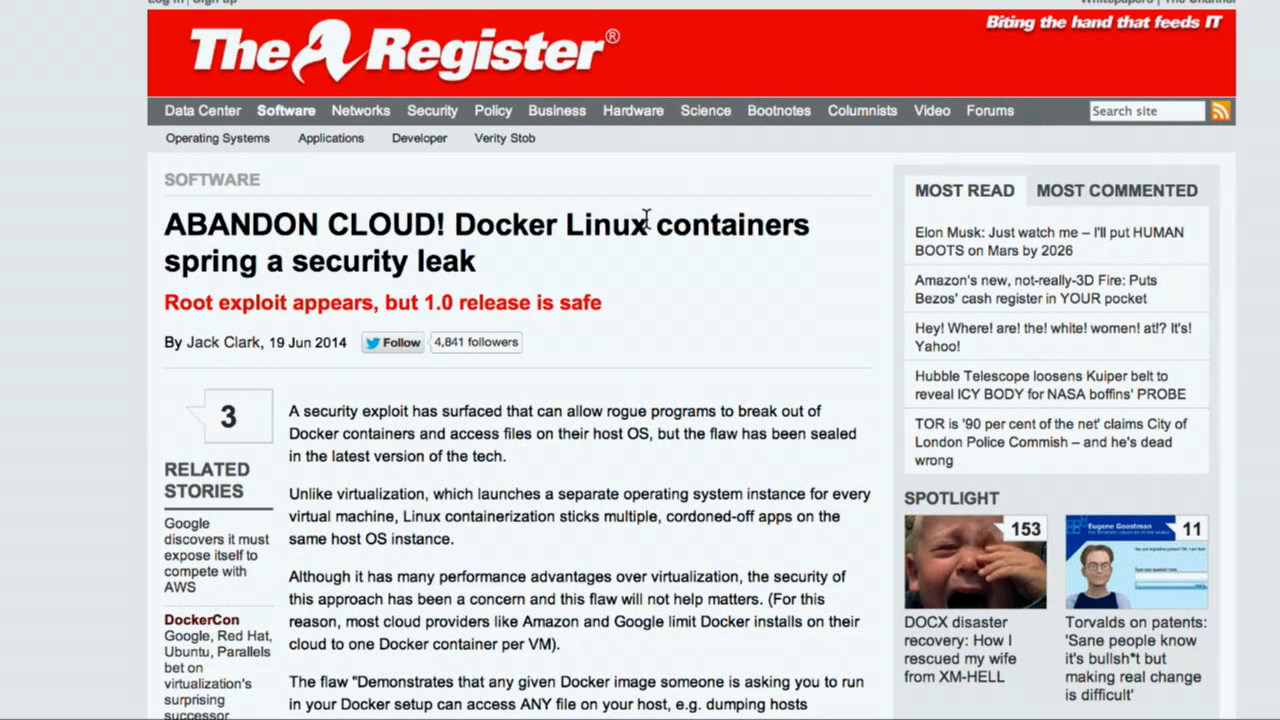 Log in | Sign up
Whitepapers | The Channel
The Register®
Biting the hand that feeds IT
Data Center Software Networks Security Policy Business Hardware Science Bootnotes Columnists Video Forums
Search site
Operating Systems Applications Developer Verity Stob
SOFTWARE
ABANDON CLOUD! Docker Linux containers
spring a security leak
Root exploit appears, but 1.0 release is safe
By Jack Clark, 19 Jun 2014
Follow
4,841 followers
3
RELATED
STORIES
Google
discovers it must
expose itself to
compete with
AWS
DockerCon
Google, Red Hat,
Ubuntu, Parallels
bet on
virtualization's
surprising
successor
A security exploit has surfaced that can allow rogue programs to break out of
Docker containers and access files on their host OS, but the flaw has been sealed
in the latest version of the tech.
Unlike virtualization, which launches a separate operating system instance for every
virtual machine, Linux containerization sticks multiple, cordoned-off apps on the
same host OS instance.
Although it has many performance advantages over virtualization, the security of
this approach has been a concern and this flaw will not help matters. (For this
reason, most cloud providers like Amazon and Google limit Docker installs on their
cloud to one Docker container per VM).
The flaw "Demonstrates that any given Docker image someone is asking you to run
in your Docker setup can access ANY file on your host, e.g. dumping hosts
MOST READ MOST COMMENTED
Elon Musk: Just watch me – I'll put HUMAN
BOOTS on Mars by 2026
Amazon's new, not-really-3D Fire: Puts
Bezos' cash register in YOUR pocket
Hey! Where! are! the! white! women! at!? It's!
Yahoo!
Hubble Telescope loosens Kuiper belt to
reveal ICY BODY for NASA boffins' PROBE
TOR is '90 per cent of the net' claims City of
London Police Commish – and he's dead
wrong
SPOTLIGHT
153
DOCX disaster
recovery: How I
rescued my wife
from XM-HELL
Eugene Goostman
11
Torvalds on patents:
'Sane people know
it's bullsh*t but
making real change
is difficult'